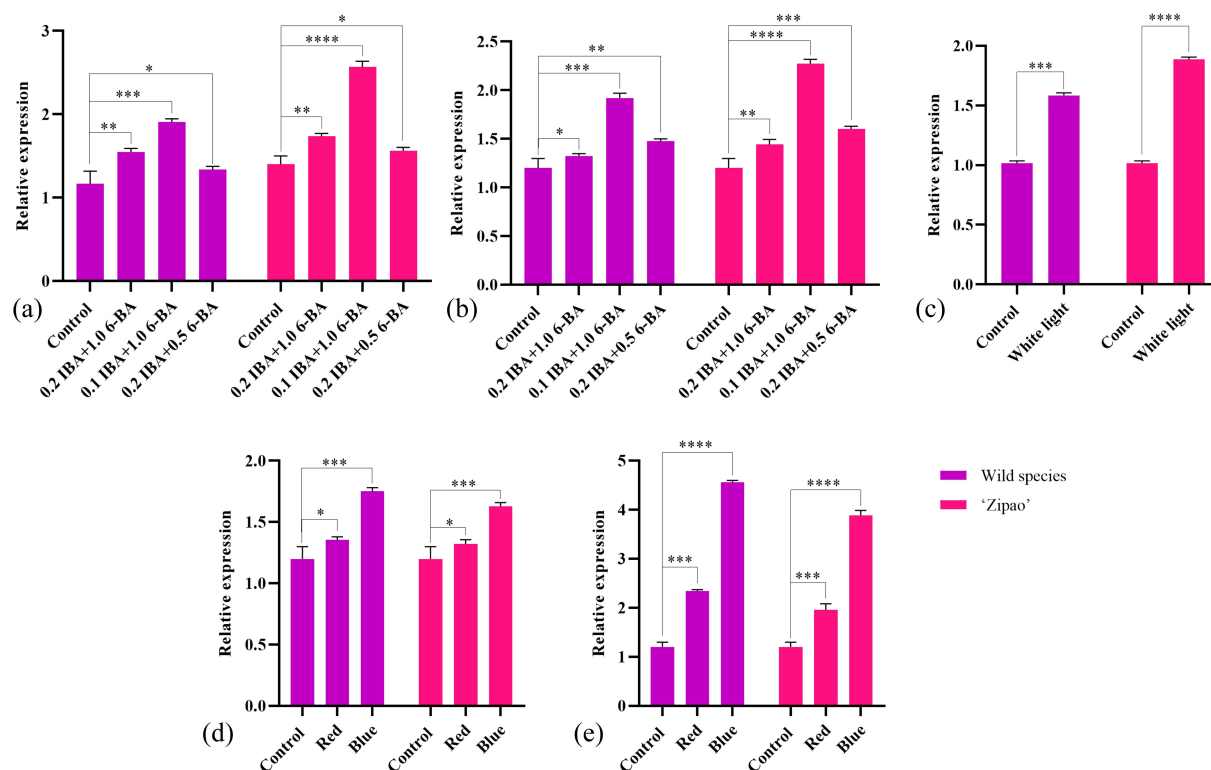 Relative expression
3
2
1
0
*
***
**
*
****
**
Control
0.2 IBA+1.0 6-BA
0.1 IBA+1.0 6-BA
0.2 IBA+0.5 6-BA
Control
0.2 IBA+1.0 6-BA
0.1 IBA+1.0 6-BA
0.2 IBA+0.5 6-BA
(a)
Relative expression
2.5
2.0
1.5
1.0
0.5
0.0
**
***
*
***
****
**
Control
0.2 IBA+1.0 6-BA
0.1 IBA+1.0 6-BA
0.2 IBA+0.5 6-BA
Control
0.2 IBA+1.0 6-BA
0.1 IBA+1.0 6-BA
0.2 IBA+0.5 6-BA
(b)
Relative expression
2.0
1.5
1.0
0.5
0.0
***
****
Control
White light
Control
White light
(c)
Relative expression
2.0
1.5
1.0
0.5
0.0
***
*
***
*
Control
Red
Blue
Control
Red
Blue
(d)
Relative expression
5
4
3
2
1
0
****
***
****
***
Control
Red
Blue
Control
Red
Blue
(e)
Wild species
‘Zipao’